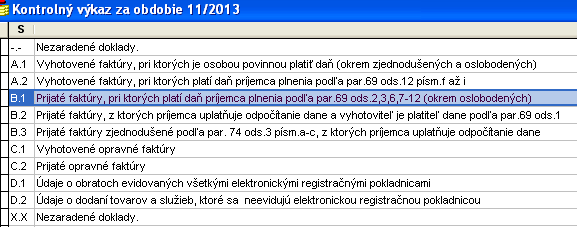 Kontrolný výkaz za obdobie 11/2013
S
-.- Nezaradené doklady.
A.1 Vyhotovené faktúry, pri ktorých je osobou povinnou platiť daň (okrem zjednodušených a oslobodených)
A.2 Vyhotovené faktúry, pri ktorých platí daň príjemca plnenia podľa par.69 ods.12 písm.f až i
B.1 Prijaté faktúry, pri ktorých platí daň príjemca plnenia podľa par.69 ods.2,3,6,7-12 (okrem oslobodených)
B.2 Prijaté faktúry, z ktorých príjemca uplatňuje odpočítanie dane a vyhotoviteľ je platiteľ dane podľa par.69 ods.1
B.3 Prijaté faktúry zjednodušené podľa par. 74 ods.3 písm.a-c, z ktorých príjemca uplatňuje odpočítanie dane
C.1 Vyhotovené opravné faktúry
C.2 Prijaté opravné faktúry
D.1 Údaje o obratoch evidovaných všetkými elektronickými registračnými pokladnicami
D.2 Údaje o dodaní tovarov a služieb, ktoré sa neevidujú elektronickou registračnou pokladnicou
X.X Nezaradené doklady.